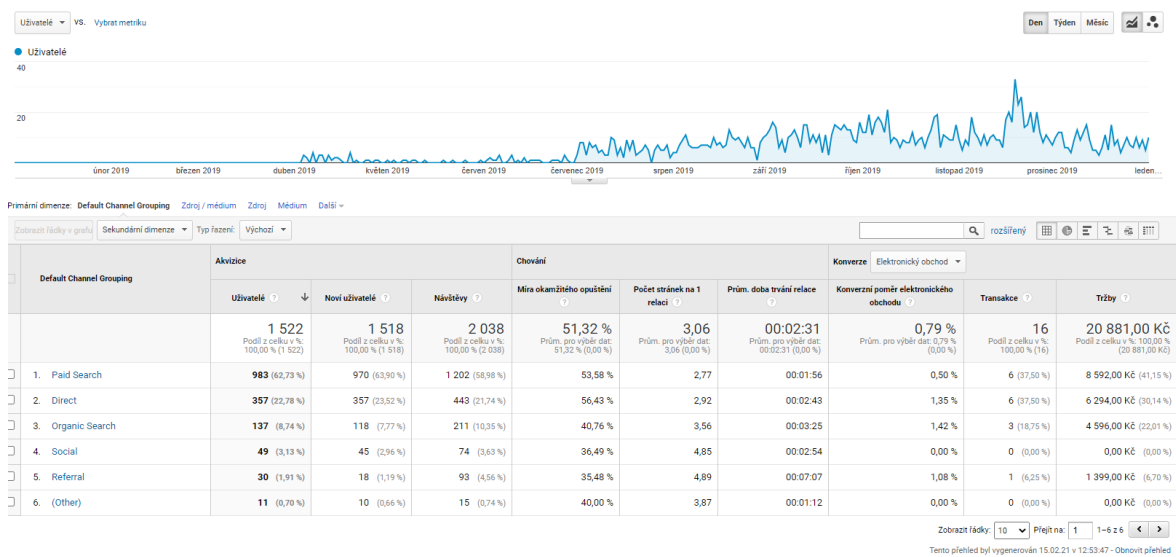 Uživatelé vs. Vybrat metriku Den Týden Měsíc
Uživatelé
40
20
únor 2019 březen 2019 duben 2019 květen 2019 červen 2019 červenec 2019 srpen 2019 září 2019 říjen 2019 listopad 2019 prosinec 2019 leden…
Primární dimenze: Default Channel Grouping Zdroj / médium Zdroj Médium Další
Zobrazit řádky v grafu Sekundární dimenze Typ řazení: Výchozí rozšířený
Default Channel Grouping Akvizice Chování Konverze Elektronický obchod
Uživatelé ? Noví uživatelé ? Návštěvy ? Míra okamžitého opuštění ? Počet stránek na 1 relaci ? Prům. doba trvání relace ? Konverzní poměr elektronického obchodu ? Transakce ? Tržby ?
1 522 1 518 2 038 51,32 % 3,06 00:02:31 0,79 % 16 20 881,00 Kč
Podíl z celku v %: Podíl z celku v %: Podíl z celku v %: Prům. pro výběr dat: Prům. pro výběr dat: Prům. pro výběr dat: Prům. pro výběr dat: 0,79 % Podíl z celku v %: Podíl z celku v %: 100,00 %
100,00 % (1 522) 100,00 % (1 518) 100,00 % (2 038) 51,32 % (0,00 %) 3,06 (0,00 %) 00:02:31 (0,00 %) (0,00 %) 100,00 % (16) (20 881,00 Kč)
1. Paid Search 983 (62,73 %) 970 (63,90 %) 1 202 (58,98 %) 53,58 % 2,77 00:01:56 0,50 % 6 (37,50 %) 8 592,00 Kč (41,15 %)
2. Direct 357 (22,78 %) 357 (23,52 %) 443 (21,74 %) 56,43 % 2,92 00:02:43 1,35 % 6 (37,50 %) 6 294,00 Kč (30,14 %)
3. Organic Search 137 (8,74 %) 118 (7,77 %) 211 (10,35 %) 40,76 % 3,56 00:03:25 1,42 % 3 (18,75 %) 4 596,00 Kč (22,01 %)
4. Social 49 (3,13 %) 45 (2,96 %) 74 (3,63 %) 36,49 % 4,85 00:02:54 0,00 % 0 (0,00 %) 0,00 Kč (0,00 %)
5. Referral 30 (1,91 %) 18 (1,19 %) 93 (4,56 %) 35,48 % 4,89 00:07:07 1,08 % 1 (6,25 %) 1 399,00 Kč (6,70 %)
6. (Other) 11 (0,70 %) 10 (0,66 %) 15 (0,74 %) 40,00 % 3,87 00:01:12 0,00 % 0 (0,00 %) 0,00 Kč (0,00 %)
Zobrazit řádky: 10 Přejít na: 1 1–6 z 6
Tento přehled byl vygenerován 15.02.21 v 12:53:47 - Obnovit přehled